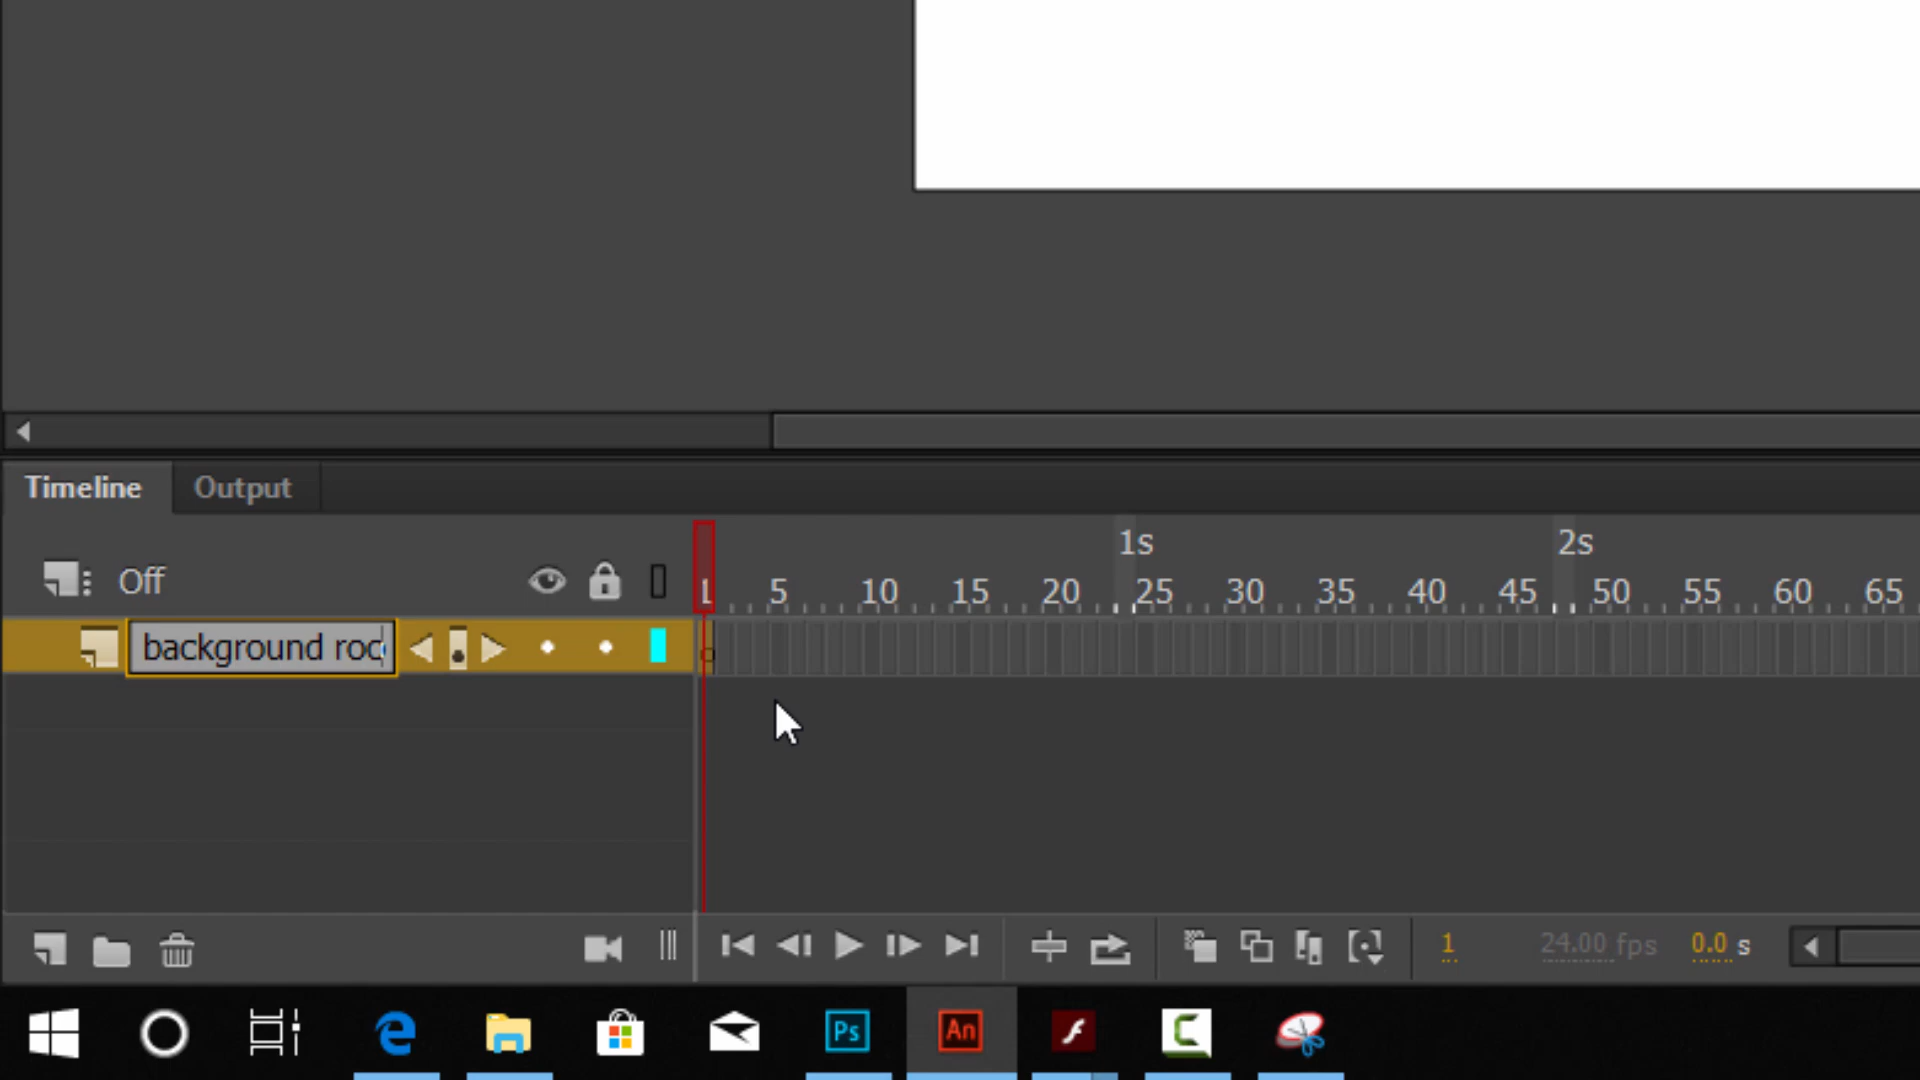 Timeline Output
1s 2s
Off 1 5 10 15 20 25 30 35 40 45 50 55 60 65
background roc
1 24.00 fps 0.0 s
Ps An